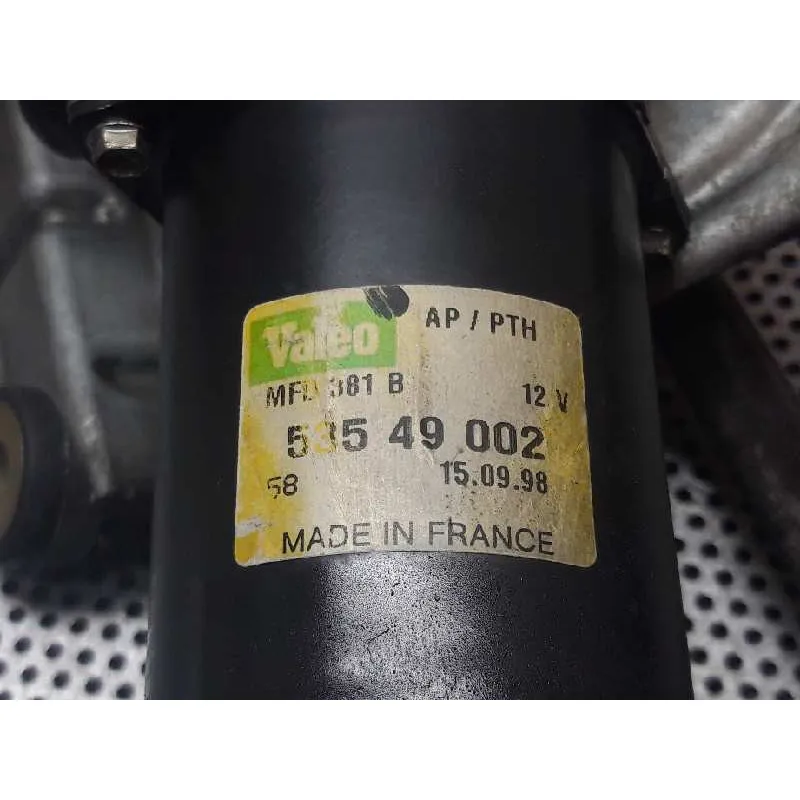 Valeo AP / PTH
381 B 12 V
535 49 002
58 15.09.98
MADE IN FRANCE